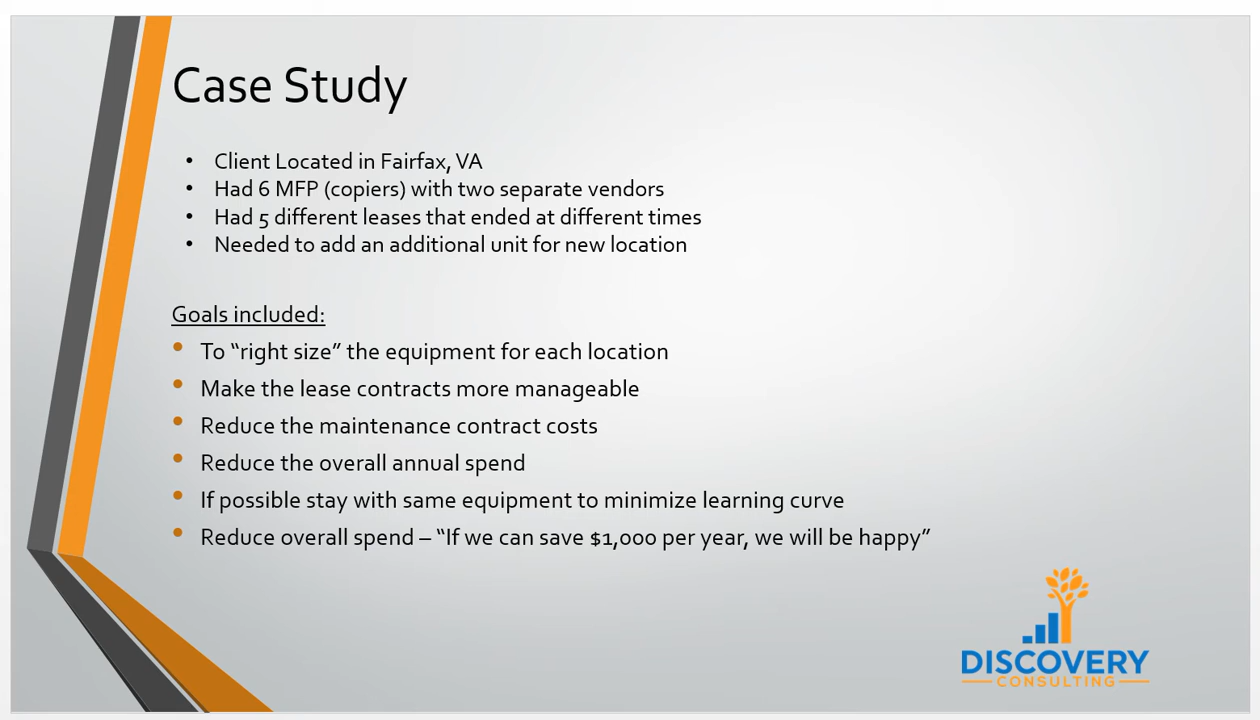 Case Study
• Client Located in Fairfax, VA
• Had 6 MFP (copiers) with two separate vendors
• Had 5 different leases that ended at different times
• Needed to add an additional unit for new location
Goals included:
• To “right size” the equipment for each location
• Make the lease contracts more manageable
• Reduce the maintenance contract costs
• Reduce the overall annual spend
• If possible stay with same equipment to minimize learning curve
• Reduce overall spend – “If we can save $1,000 per year, we will be happy”
DISCOVERY
CONSULTING